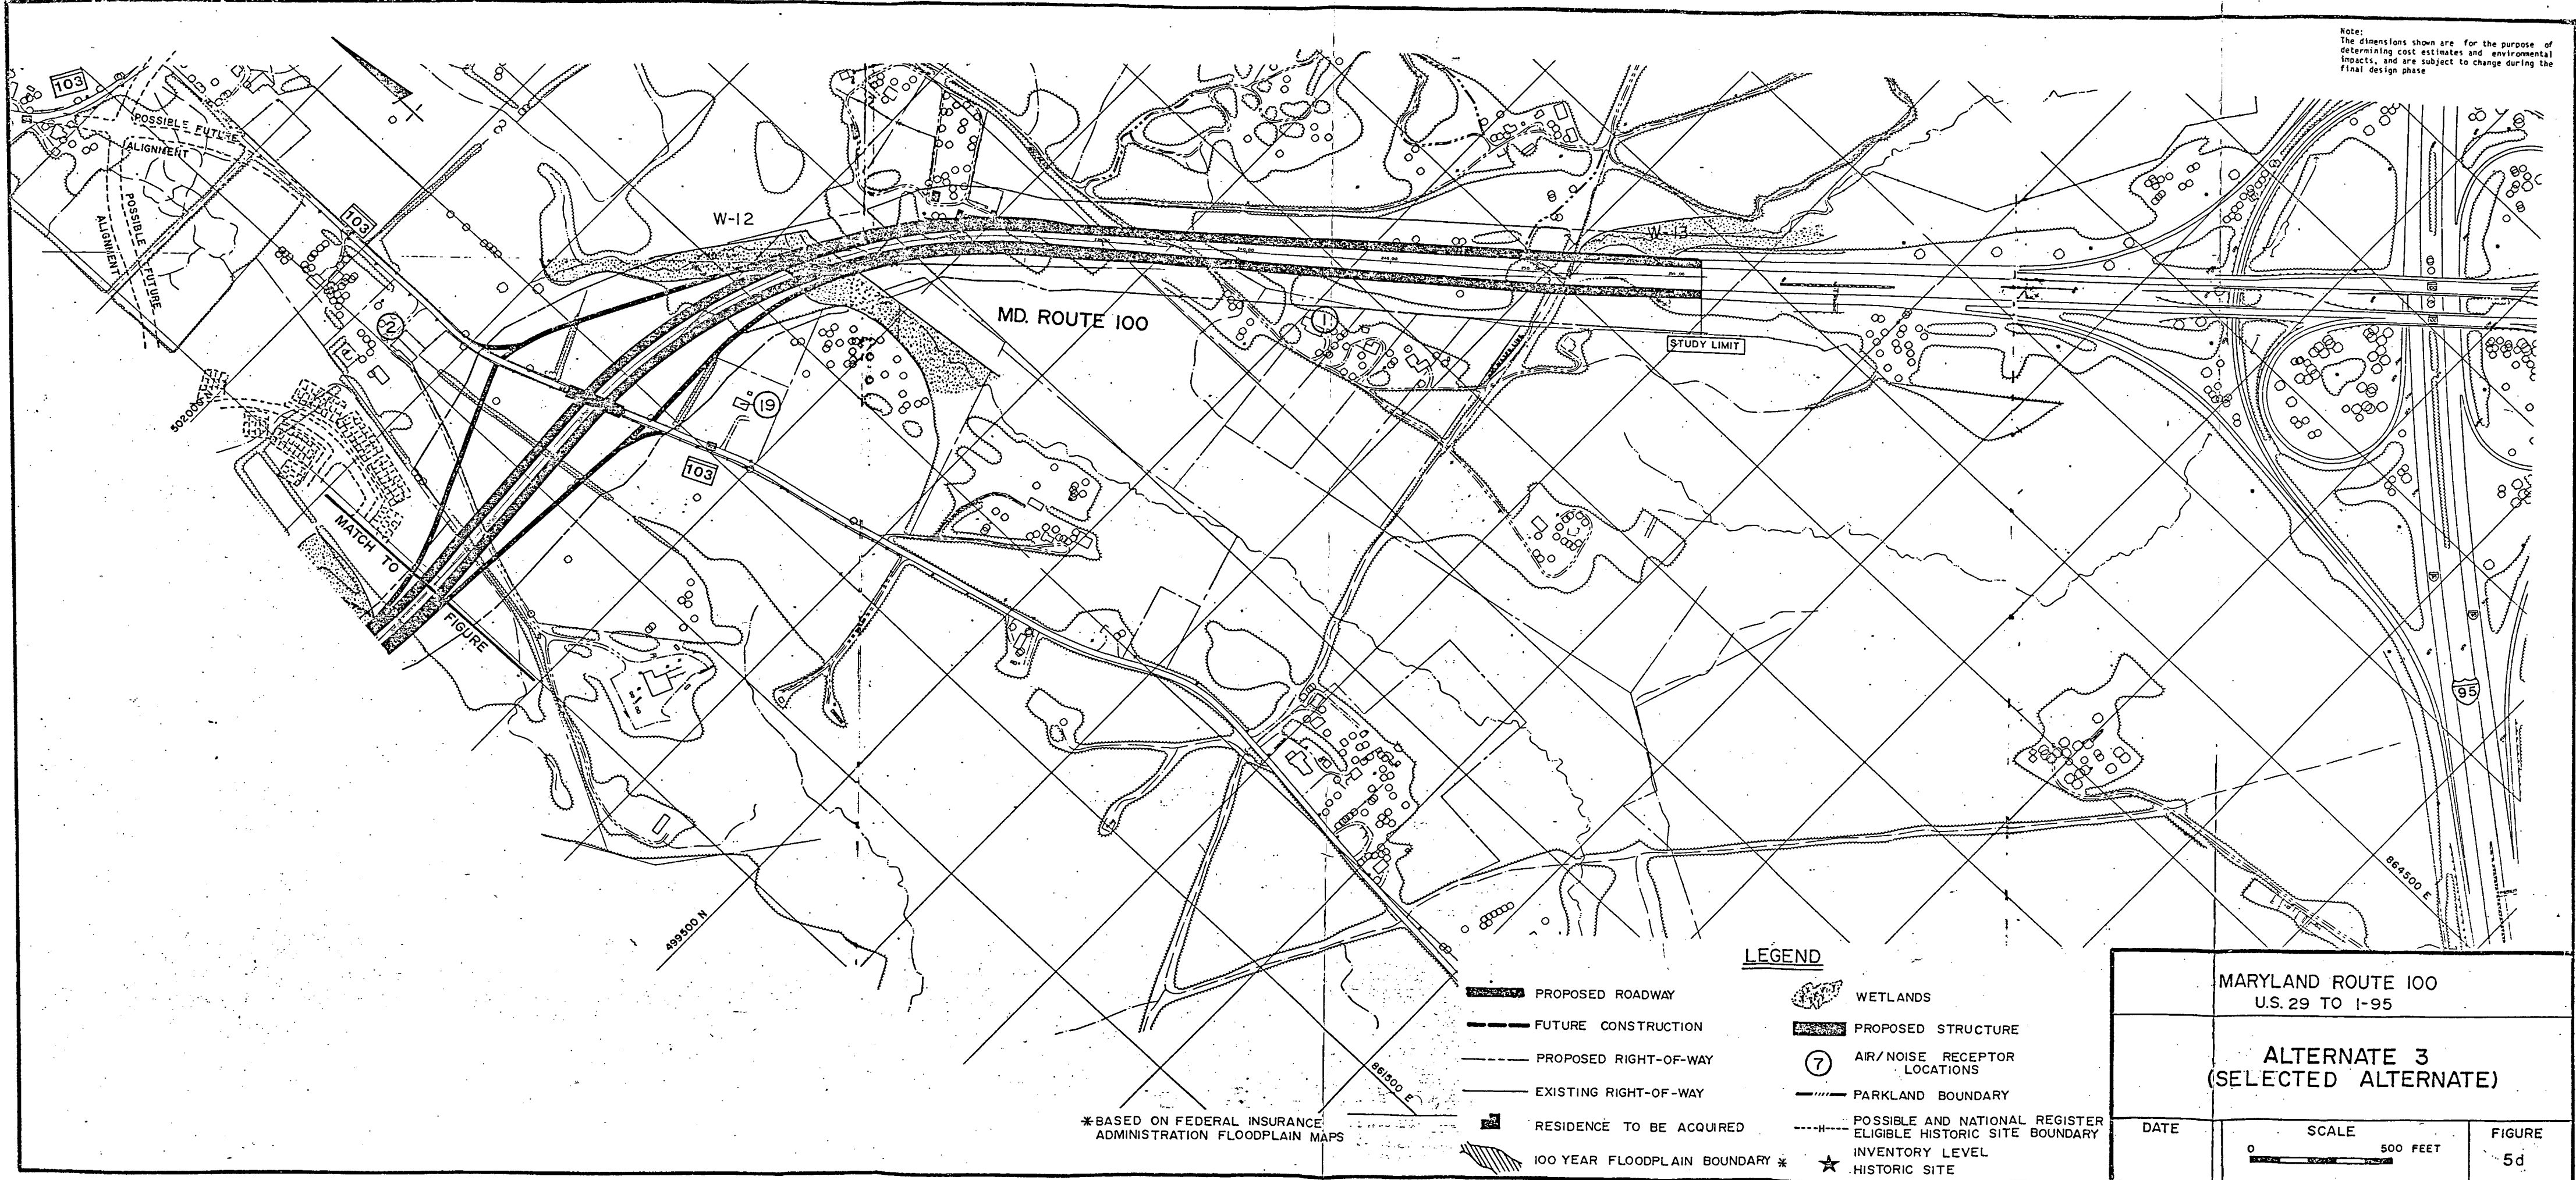 Note:
The dimensions shown are for the purpose of
determining cost estimates and environmental
impacts, and are subject to change during the
final design phase
103
POSSIBLE FUTURE
ALIGNMENT
POSSIBLE FUTURE
ALIGNMENT
103
W-12
W-13
2
MD. ROUTE 100
1
STUDY LIMIT
19
103
MATCH TO
FIGURE
95
499500 N
864500 E
861500 E
LEGEND
PROPOSED ROADWAY
FUTURE CONSTRUCTION
PROPOSED RIGHT-OF-WAY
EXISTING RIGHT-OF-WAY
RESIDENCE TO BE ACQUIRED
100 YEAR FLOODPLAIN BOUNDARY *
WETLANDS
PROPOSED STRUCTURE
7 AIR/NOISE RECEPTOR
LOCATIONS
PARKLAND BOUNDARY
----H---- POSSIBLE AND NATIONAL REGISTER
ELIGIBLE HISTORIC SITE BOUNDARY
INVENTORY LEVEL
HISTORIC SITE
*BASED ON FEDERAL INSURANCE
ADMINISTRATION FLOODPLAIN MAPS
MARYLAND ROUTE 100
U.S. 29 TO I-95
ALTERNATE 3
(SELECTED ALTERNATE)
DATE
SCALE
0 500 FEET
FIGURE
5d